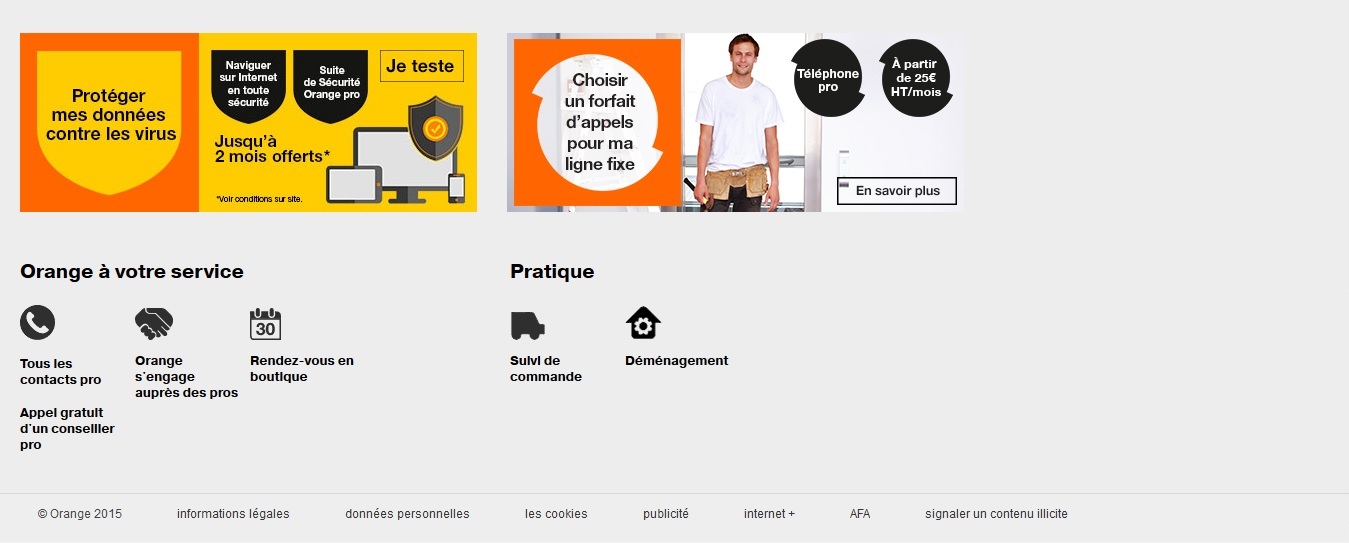 Protéger
mes données
contre les virus
Naviguer
sur Internet
en toute
sécurité
Suite
de Sécurité
Orange pro
Je teste
Jusqu'à
2 mois offerts*
*Voir conditions sur site.
Choisir
un forfait
d'appels
pour ma
ligne fixe
Téléphone
pro
À partir
de 25€
HT/mois
En savoir plus
Orange à votre service
30
Tous les
contacts pro
Appel gratuit
d'un conseiller
pro
Orange
s'engage
auprès des pros
Rendez-vous en
boutique
Pratique
Suivi de
commande
Déménagement
© Orange 2015
informations légales
données personnelles
les cookies
publicité
internet +
AFA
signaler un contenu illicite